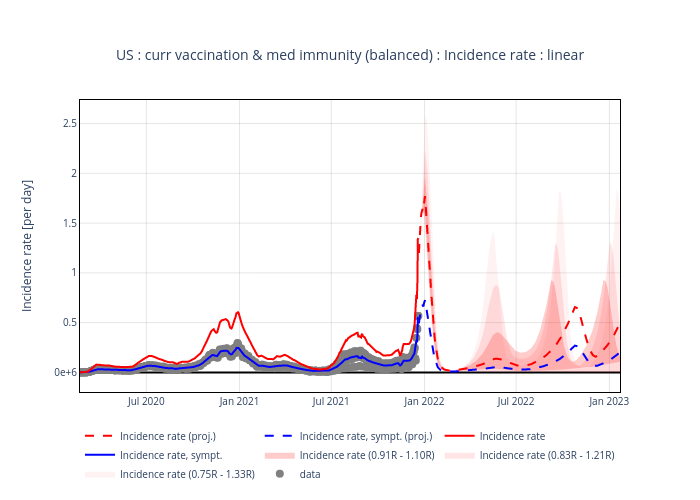 US : curr vaccination & med immunity (balanced) : Incidence rate : linear
Incidence rate [per day]
2.5
2
1.5
1
0.5
0e+6
Jul 2020
Jan 2021
Jul 2021
Jan 2022
Jul 2022
Jan 2023
Incidence rate (proj.)
Incidence rate, sympt. (proj.)
Incidence rate
Incidence rate, sympt.
Incidence rate (0.91R - 1.10R)
Incidence rate (0.83R - 1.21R)
Incidence rate (0.75R - 1.33R)
data